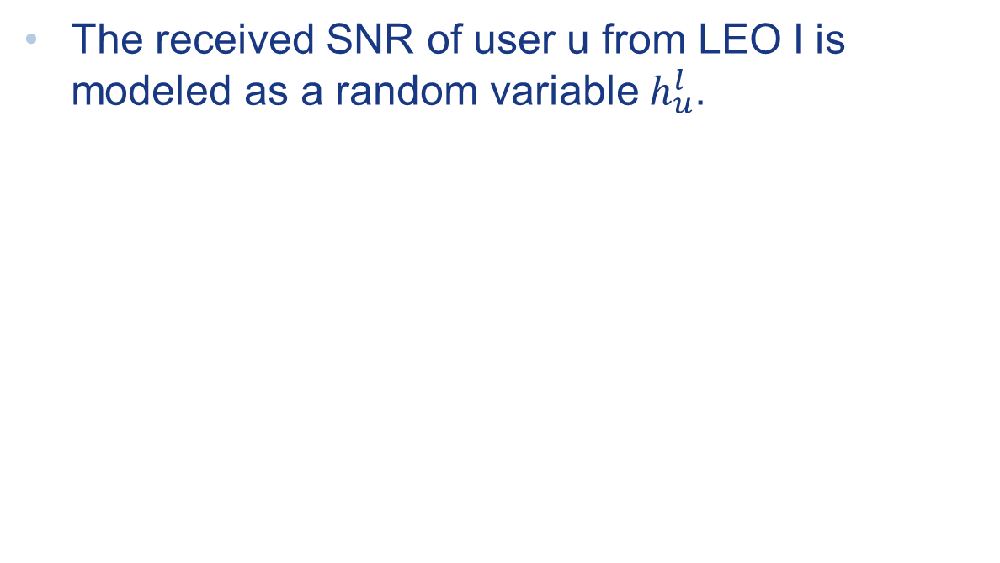 • The received SNR of user u from LEO l is
modeled as a random variable $h_u^l$.